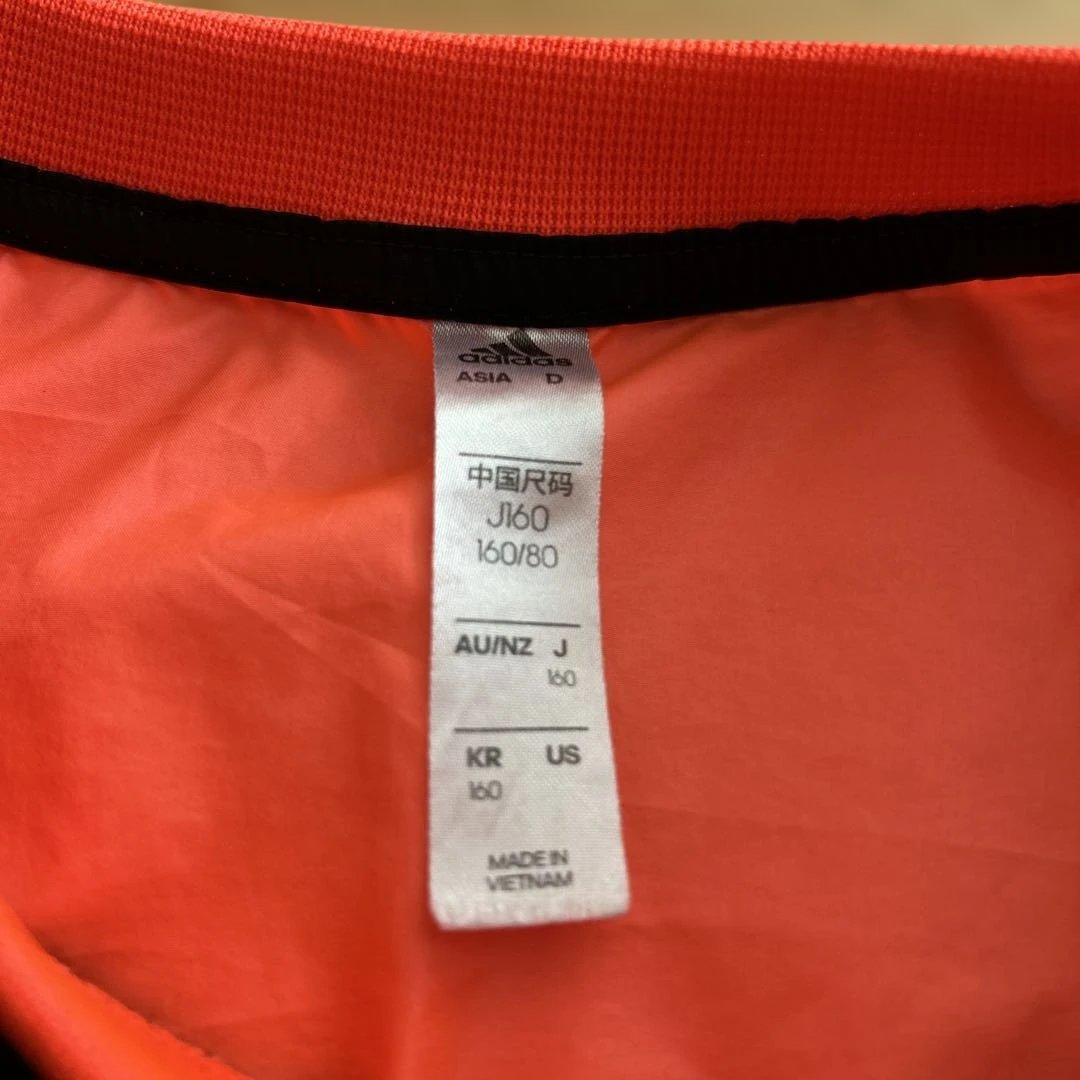 adidas
ASIA D
中国尺码
J160
160/80
AU/NZ J
160
KR US
160
MADE IN
VIETNAM